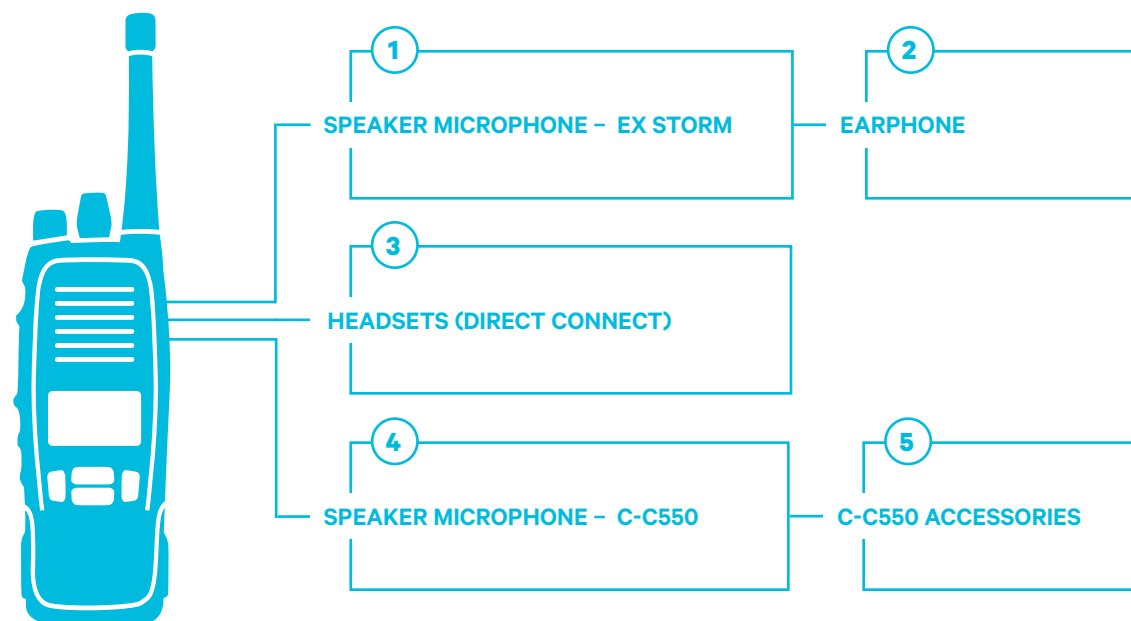 1
SPEAKER MICROPHONE – EX STORM
2
EARPHONE
3
HEADSETS (DIRECT CONNECT)
4
SPEAKER MICROPHONE – C-C550
5
C-C550 ACCESSORIES